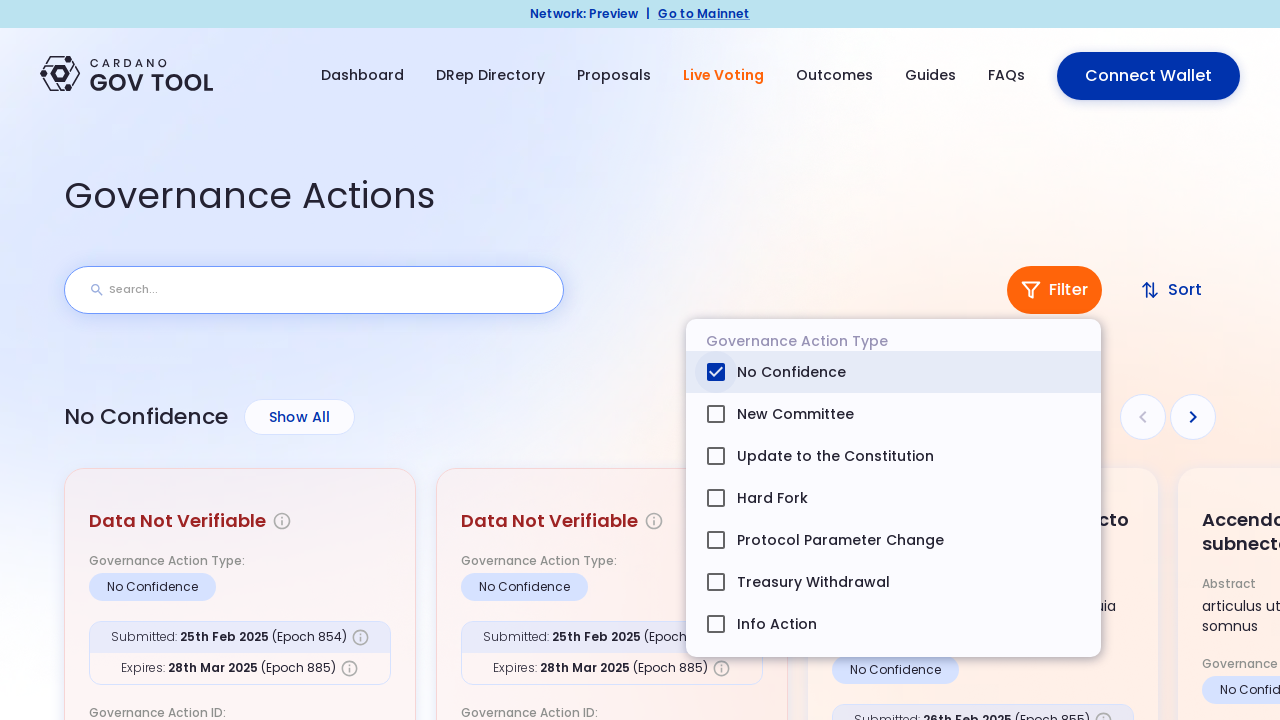 Network: Preview | Go to Mainnet
CARDANO
GOV TOOL
Dashboard
DRep Directory
Proposals
Live Voting
Outcomes
Guides
FAQs
Connect Wallet
Governance Actions
Search...
Filter
Sort
Governance Action Type
No Confidence
New Committee
Update to the Constitution
Hard Fork
Protocol Parameter Change
Treasury Withdrawal
Info Action
No Confidence
Show All
Data Not Verifiable
Governance Action Type:
No Confidence
Submitted: 25th Feb 2025 (Epoch 854)
Expires: 28th Mar 2025 (Epoch 885)
Governance Action ID:
Data Not Verifiable
Governance Action Type:
No Confidence
Submitted: 25th Feb 2025 (Epoch
Expires: 28th Mar 2025 (Epoch 885)
Governance Action ID:
No Confidence
Submitted: 26th Feb 2025 (Epoch 855)
Accendo
subnecto
Abstract
articulus ut
somnus
Governance
No Confid